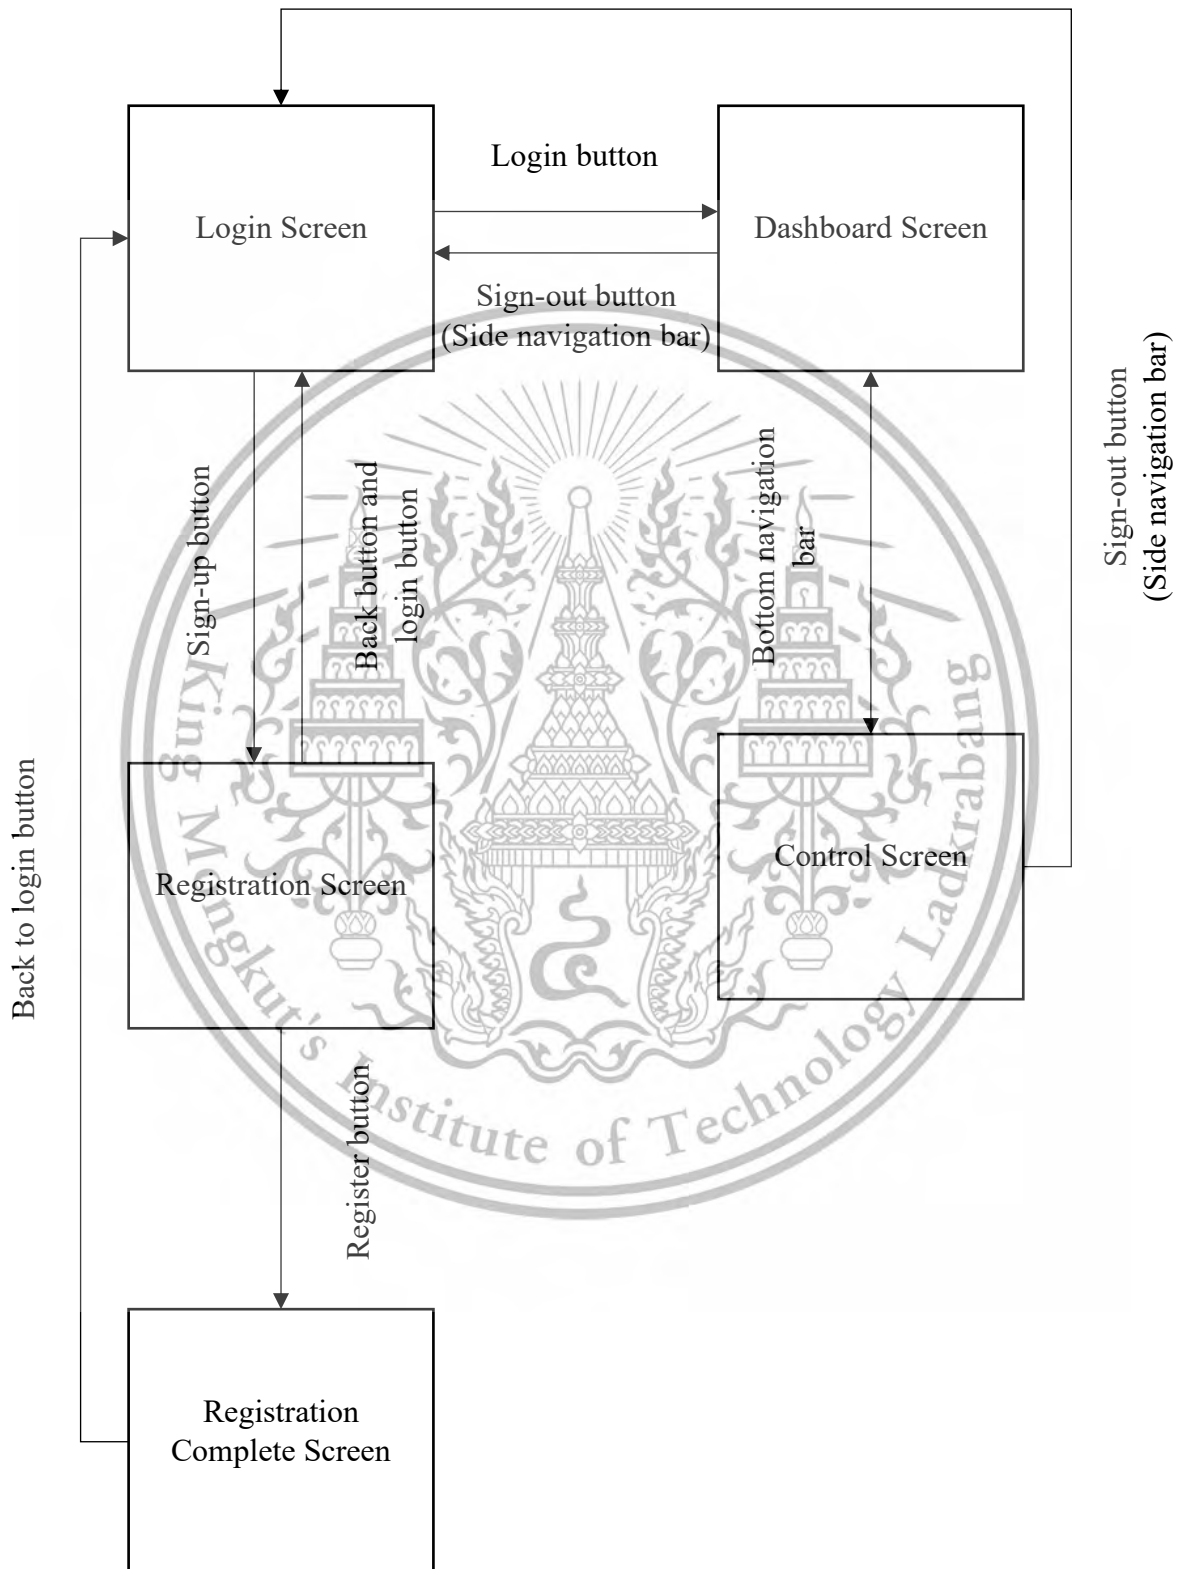 Login button
Login Screen
Dashboard Screen
Sign-out button
(Side navigation bar)
Sign-out button
(Side navigation bar)
Sign-up button
Back button and
login button
Bottom navigation
bar
Back to login button
Registration Screen
Control Screen
King Mongkut's Institute of Technology Ladkrabang
Register button
Registration
Complete Screen